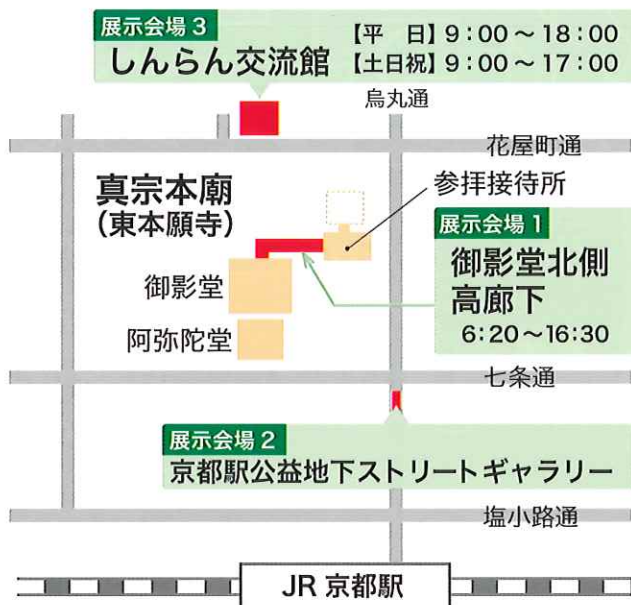 展示会場 3
しんらん交流館
【平 日】9：00～18：00
【土日祝】9：00～17：00
烏丸通
花屋町通
真宗本廟
（東本願寺）
参拝接待所
展示会場 1
御影堂北側
高廊下
6：20～16：30
御影堂
阿弥陀堂
七条通
展示会場 2
京都駅公益地下ストリートギャラリー
塩小路通
JR 京都駅